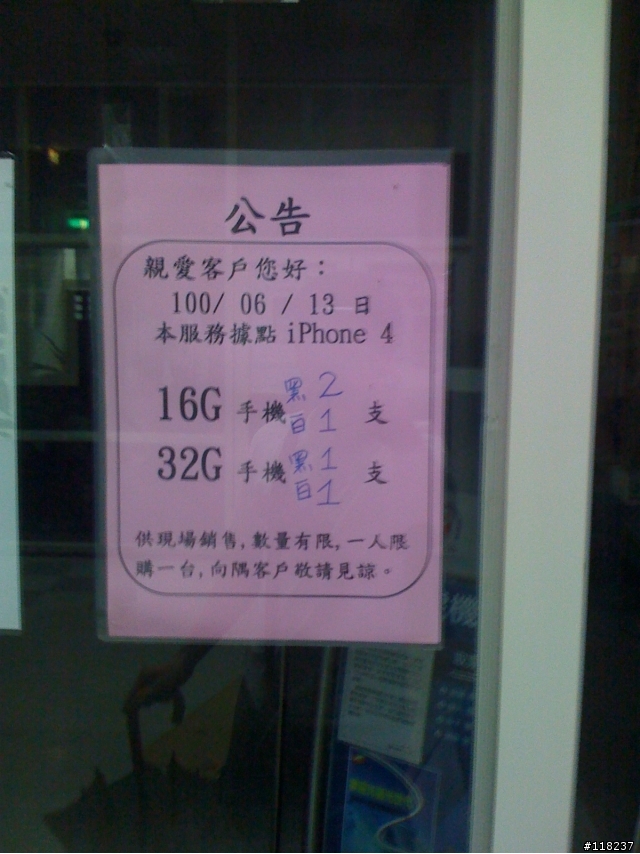 公告
親愛客戶您好：
100/ 06 / 13 日
本服務據點 iPhone 4
16G 手機 黑 2 支
白 1
32G 手機 黑 1 支
白 1
供現場銷售,數量有限,一人限
購一台,向隅客戶敬請見諒。
機
#118237